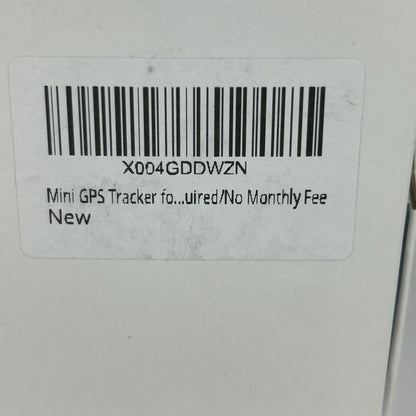 X004GDDWZN
Mini GPS Tracker fo...uired/No Monthly Fee
New